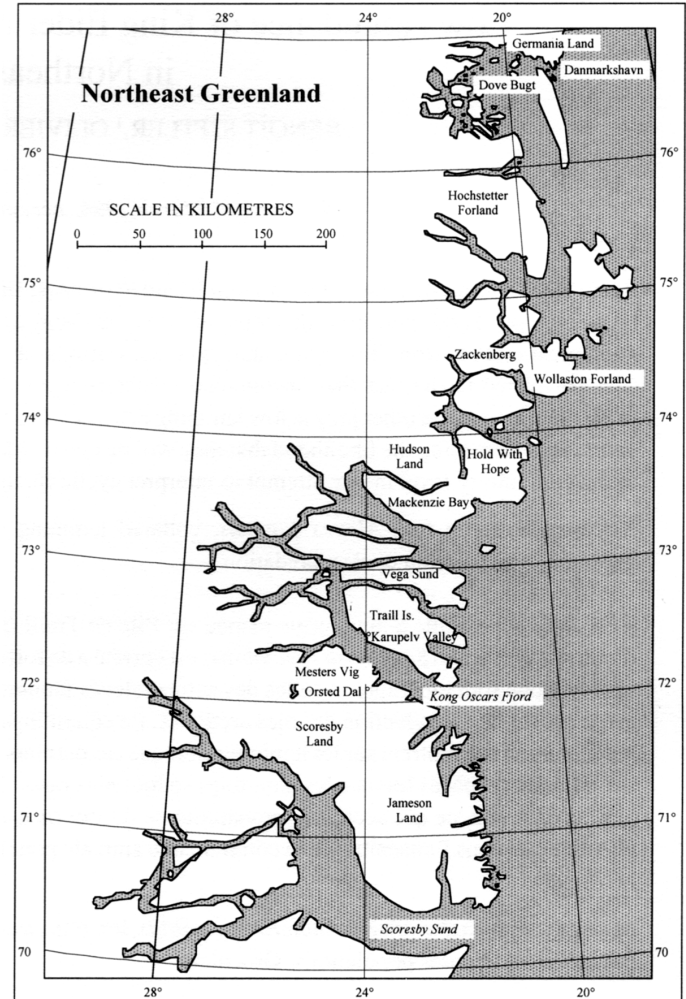 28°
24°
20°
Germania Land
Danmarkshavn
Dove Bugt
Northeast Greenland
76°
76°
SCALE IN KILOMETRES
0 50 100 150 200
Hochstetter
Forland
75°
75°
Zackenberg
Wollaston Forland
74°
74°
Hudson
Land
Hold With
Hope
Mackenzie Bay
73°
73°
Vega Sund
Traill Is.
Karupelv Valley
Mesters Vig
Orsted Dal
72°
72°
Kong Oscars Fjord
Scoresby
Land
Jameson
Land
71°
71°
Scoresby Sund
70
70
28°
24°
20°